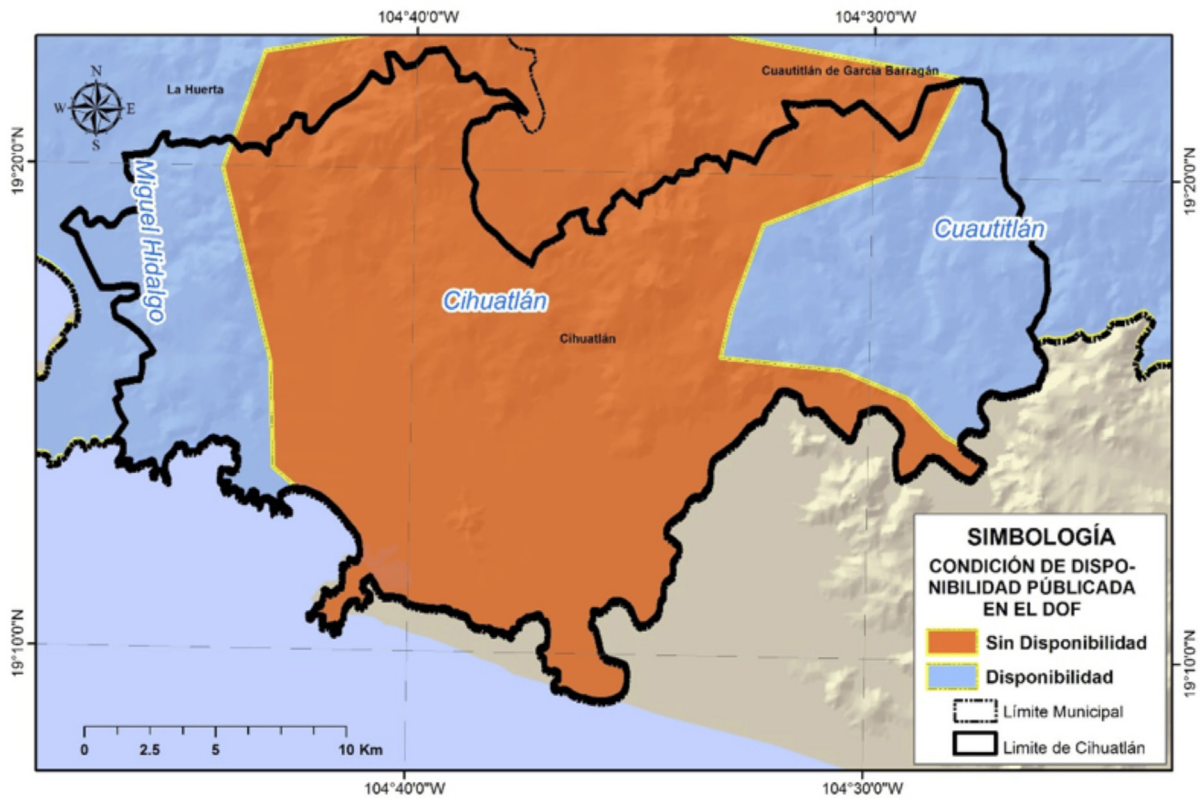 104°40'0"W
104°30'0"W
N
W
E
S
La Huerta
Cuautitlán de García Barragán
19°20'0"N
19°20'0"N
Miguel Hidalgo
Cuautitlán
Cihuatlán
Cihuatlán
SIMBOLOGÍA
CONDICIÓN DE DISPO-
NIBILIDAD PÚBLICADA
EN EL DOF
Sin Disponibilidad
Disponibilidad
Límite Municipal
Limite de Cihuatlán
19°10'0"N
19°10'0"N
0
2.5
5
10 Km
104°40'0"W
104°30'0"W